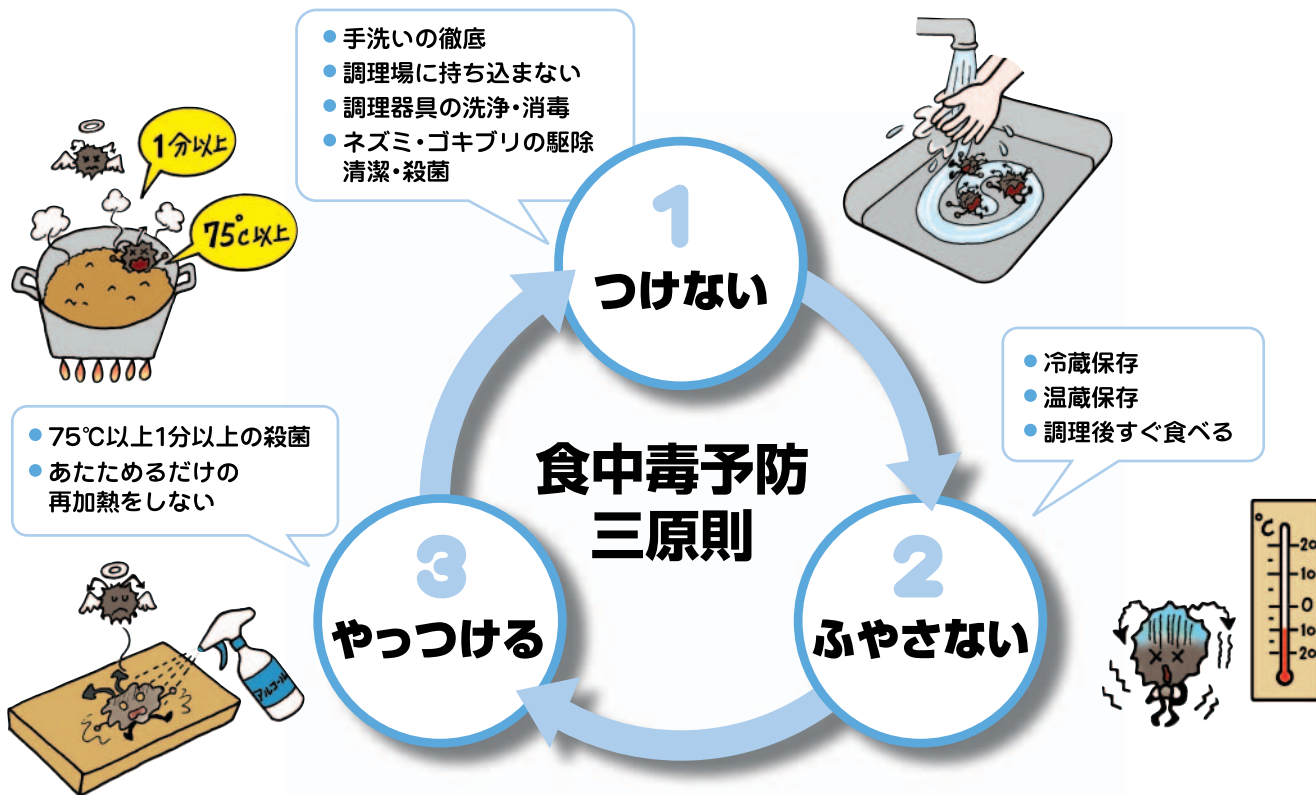 食中毒予防
三原則
1
つけない
● 手洗いの徹底
● 調理場に持ち込まない
● 調理器具の洗浄・消毒
● ネズミ・ゴキブリの駆除
清潔・殺菌
2
ふやさない
● 冷蔵保存
● 温蔵保存
● 調理後すぐ食べる
3
やっつける
● 75℃以上1分以上の殺菌
● あたためるだけの
再加熱をしない
1分以上
75℃以上
アルコール
℃
20
10
0
10
20